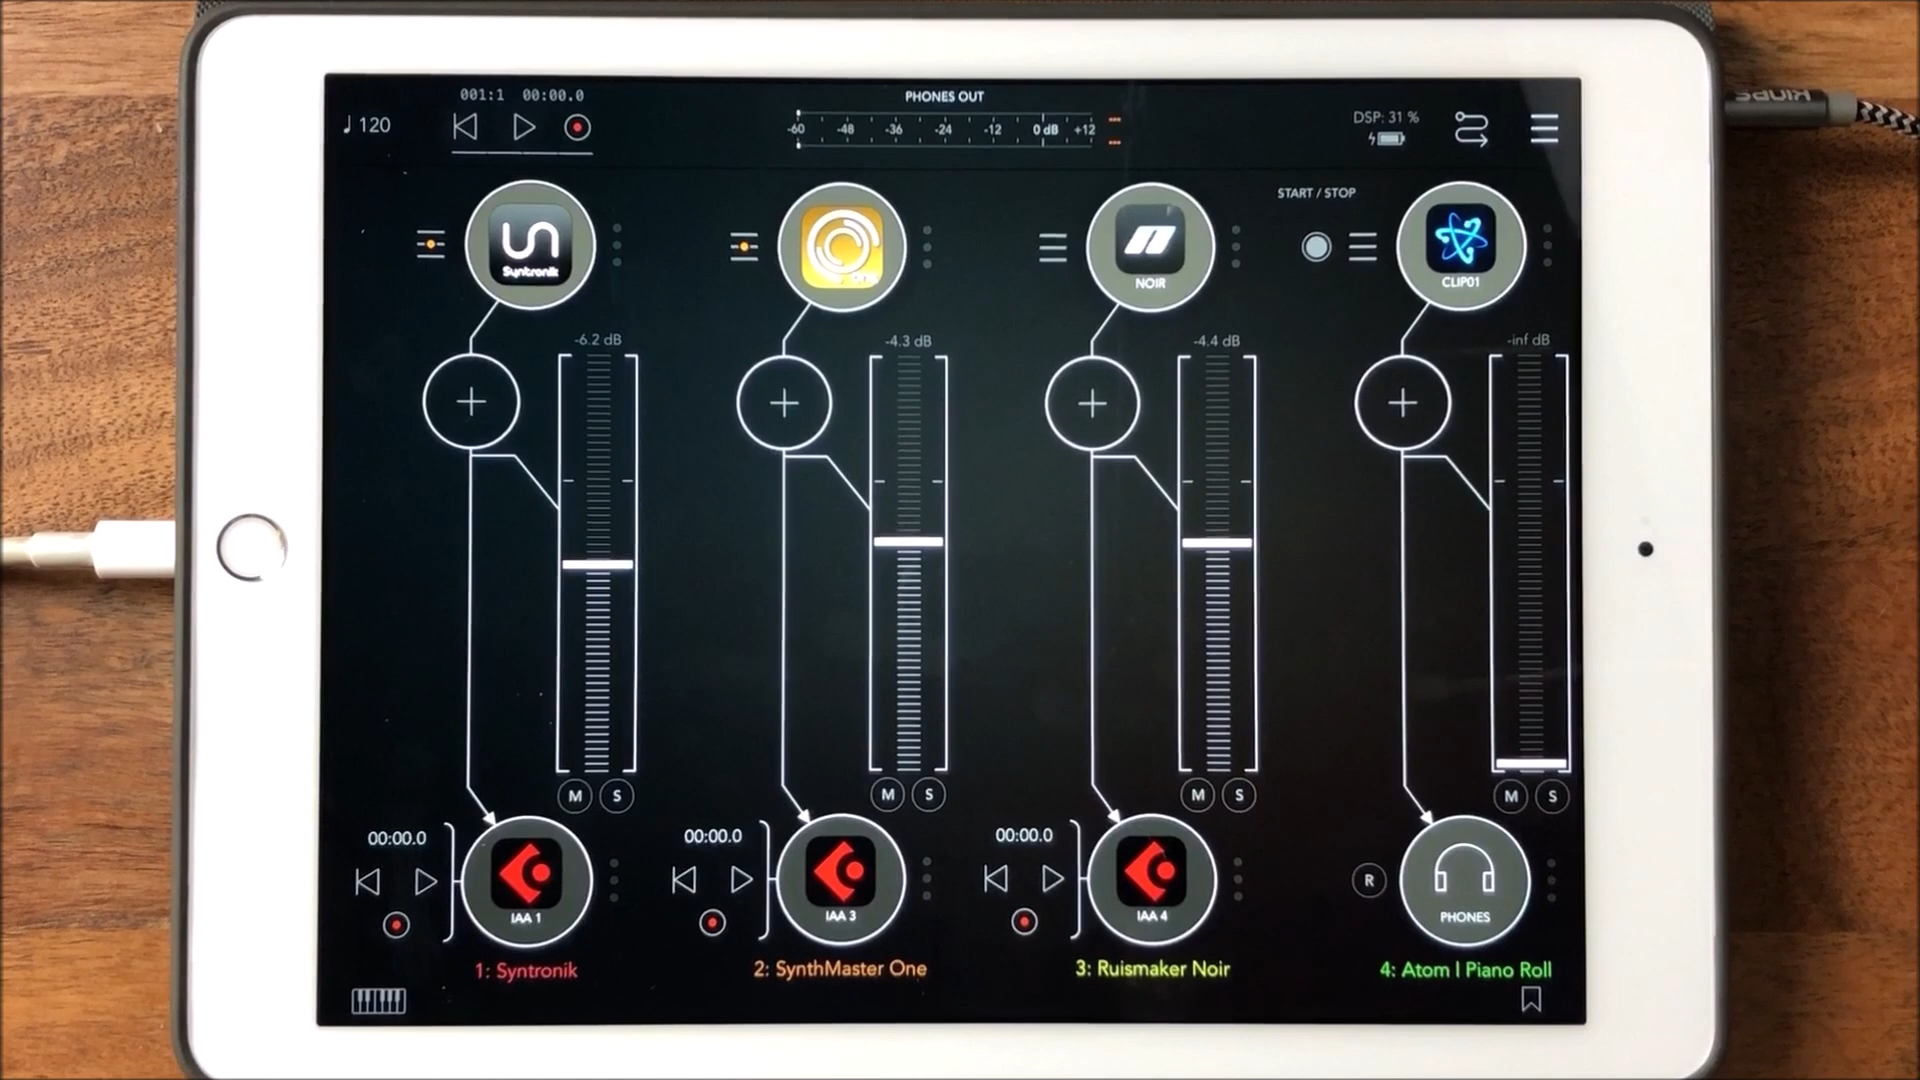 ♩ 120
001:1 00:00.0
PHONES OUT
-60 -48 -36 -24 -12 0 dB +12
DSP: 31 %
START / STOP
Syntronik
one
NOIR
CLIP01
-6.2 dB
-4.3 dB
-4.4 dB
-inf dB
M S
M S
M S
M S
00:00.0
00:00.0
00:00.0
IAA 1
IAA 3
IAA 4
R
PHONES
1: Syntronik
2: SynthMaster One
3: Ruismaker Noir
4: Atom | Piano Roll